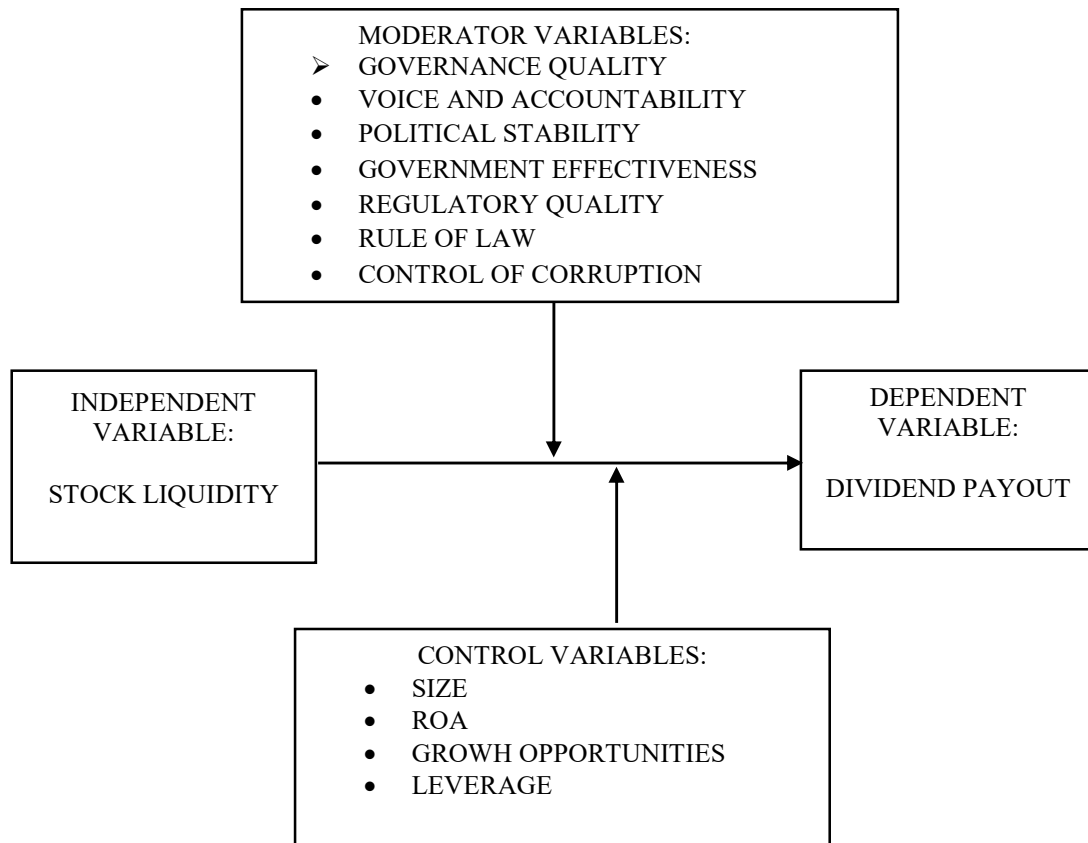 MODERATOR VARIABLES:
➢ GOVERNANCE QUALITY
• VOICE AND ACCOUNTABILITY
• POLITICAL STABILITY
• GOVERNMENT EFFECTIVENESS
• REGULATORY QUALITY
• RULE OF LAW
• CONTROL OF CORRUPTION
INDEPENDENT
VARIABLE:
STOCK LIQUIDITY
DEPENDENT
VARIABLE:
DIVIDEND PAYOUT
CONTROL VARIABLES:
• SIZE
• ROA
• GROWH OPPORTUNITIES
• LEVERAGE